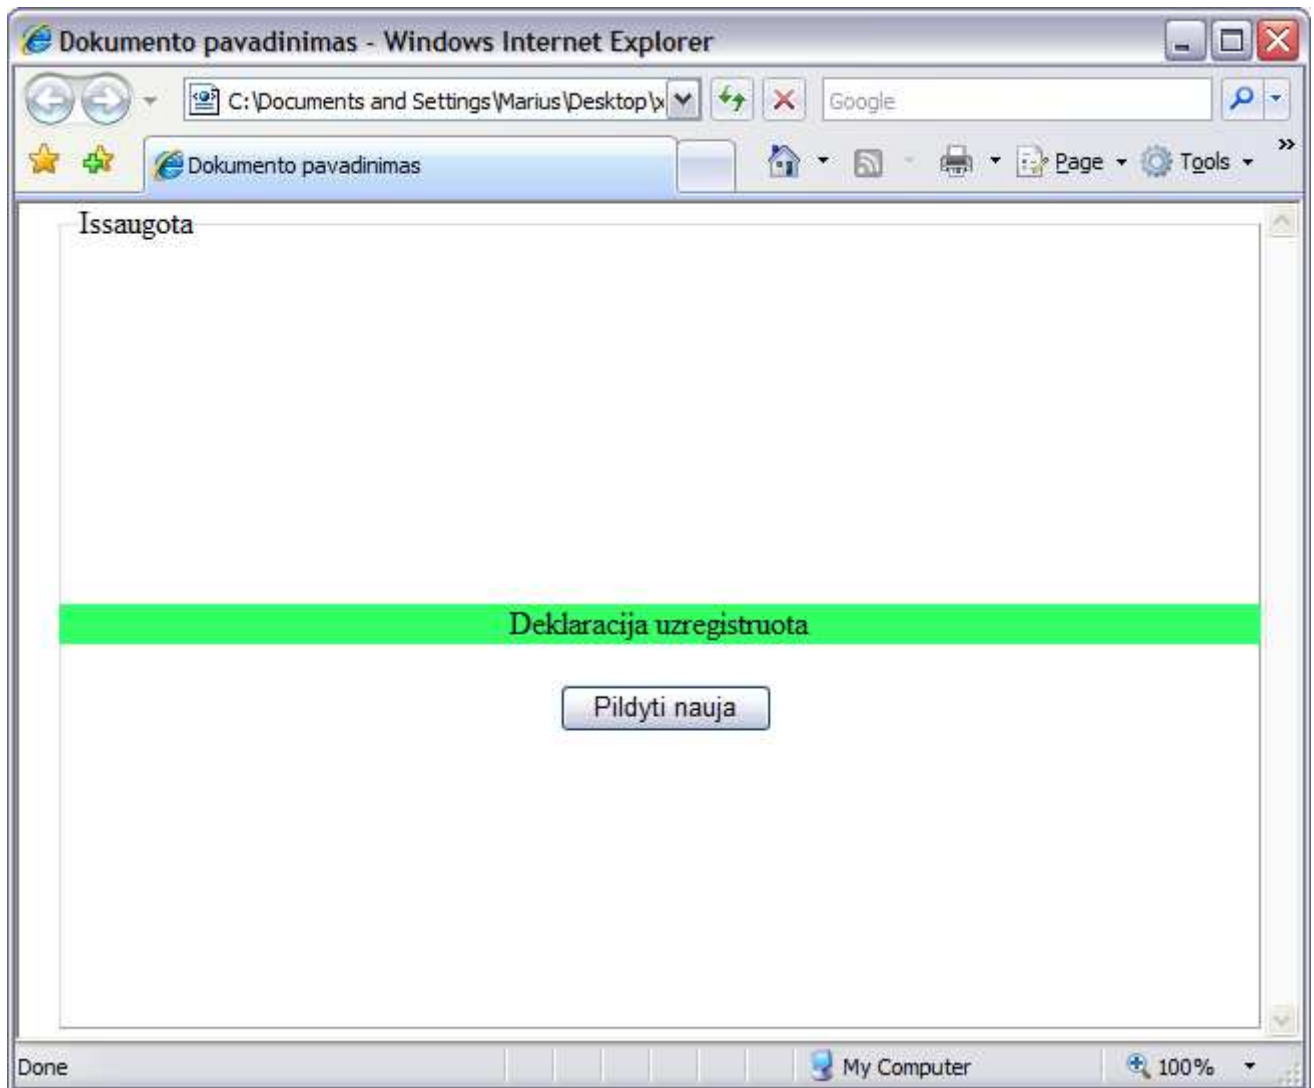 Dokumento pavadinimas - Windows Internet Explorer
C:\Documents and Settings\Marius\Desktop\x
Google
Dokumento pavadinimas
Page
Tools
»
Issaugota
Deklaracija uzregistruota
Pildyti nauja
Done
My Computer
100%